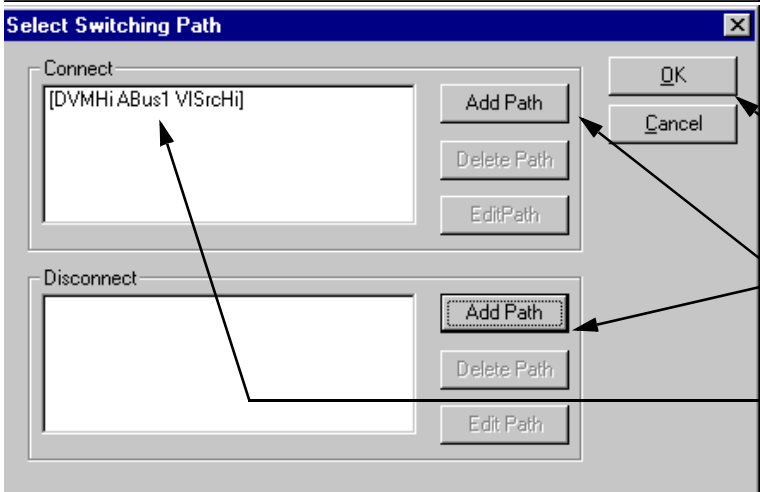 Select Switching Path
Connect
[DVMHi ABus1 VISrcHi]
Add Path
Delete Path
EditPath
OK
Cancel
Disconnect
Add Path
Delete Path
Edit Path